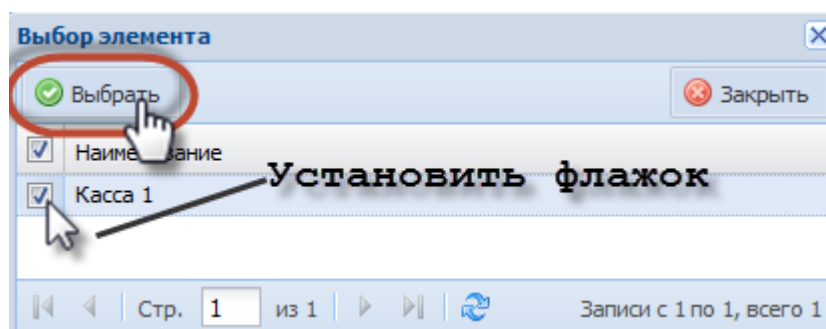 Выбор элемента
Выбрать Закрыть
Наименование
Установить флажок
Касса 1
Стр. 1 из 1 Записи с 1 по 1, всего 1